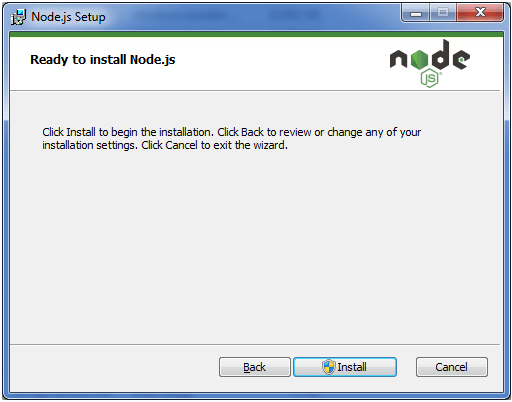 Node.js Setup
Ready to install Node.js
node
JS
Click Install to begin the installation. Click Back to review or change any of your
installation settings. Click Cancel to exit the wizard.
Back
Install
Cancel